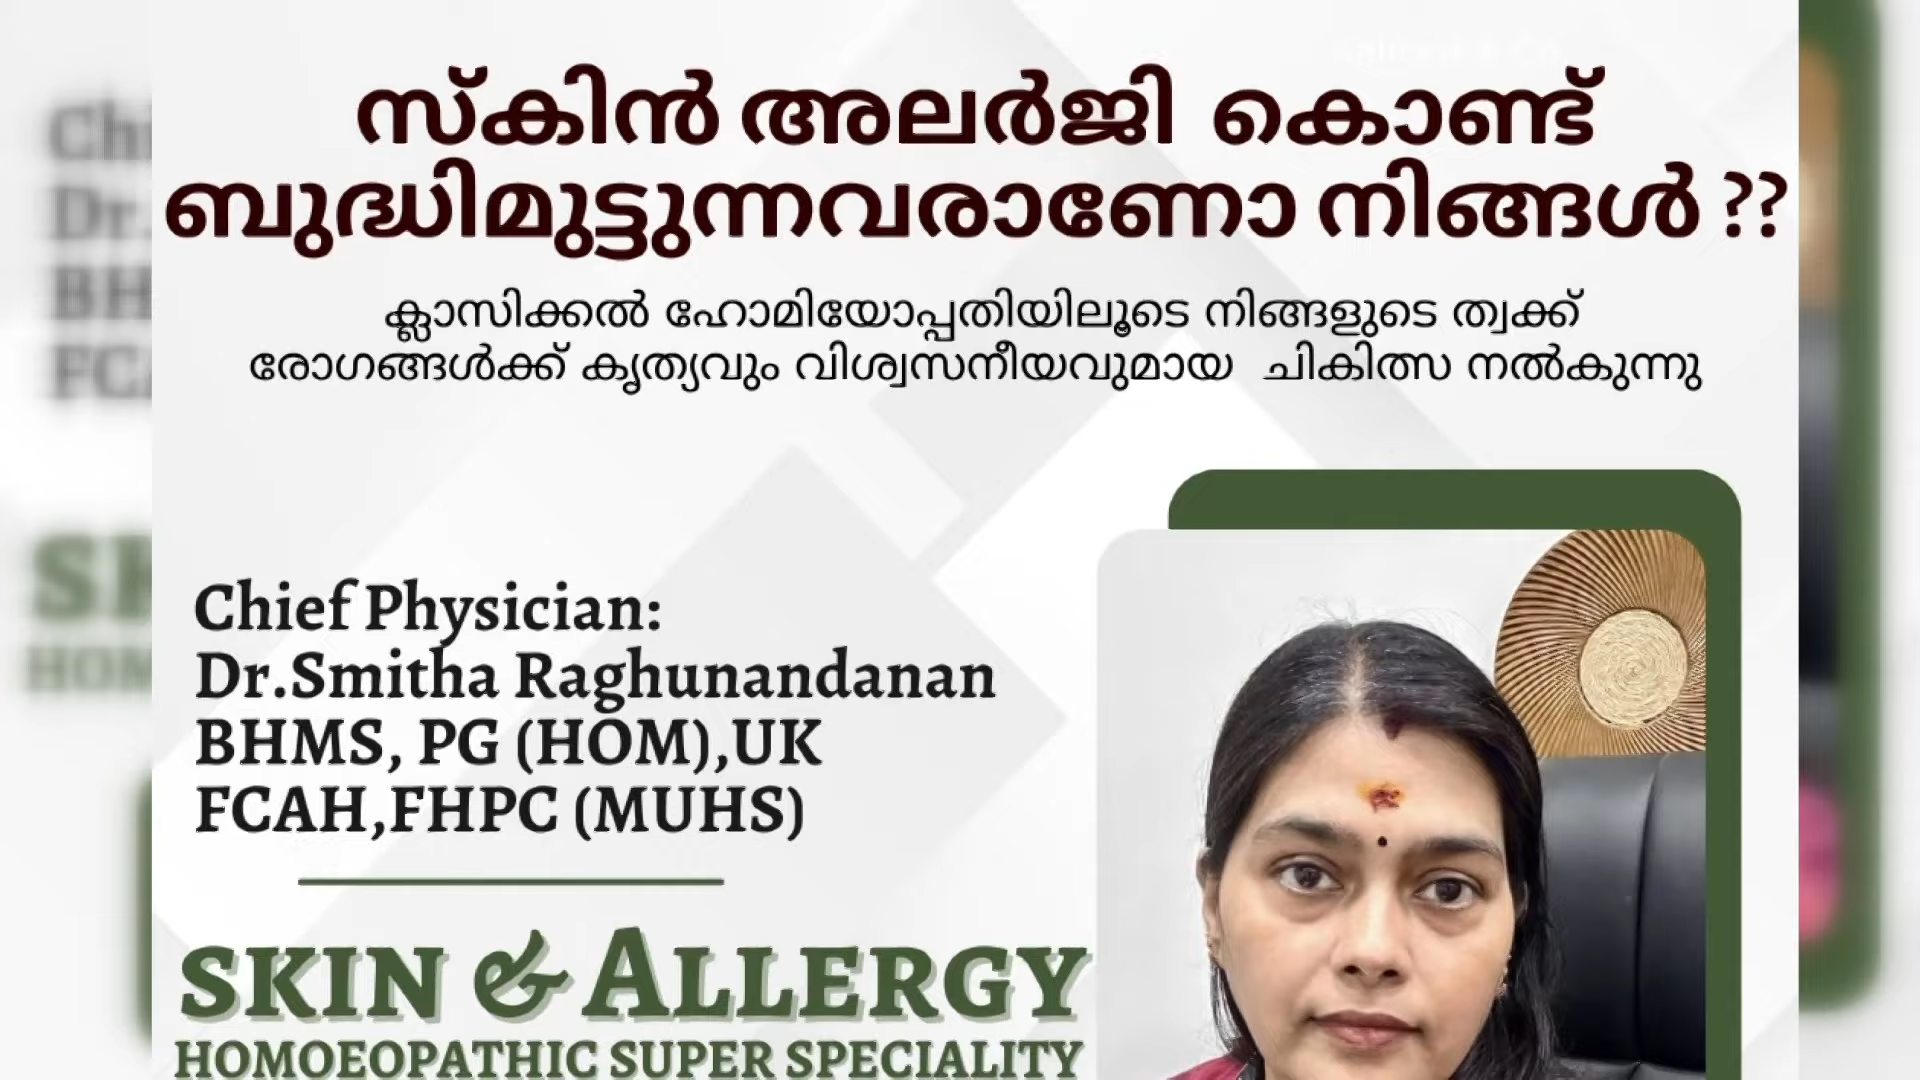 സ്കിൻ അലർജി കൊണ്ട്
ബുദ്ധിമുട്ടുന്നവരാണോ നിങ്ങൾ ??
ക്ലാസിക്കൽ ഹോമിയോപ്പതിയിലൂടെ നിങ്ങളുടെ ത്വക്ക്
രോഗങ്ങൾക്ക് കൃത്യവും വിശ്വസനീയവുമായ ചികിത്സ നൽകുന്നു
Chief Physician:
Dr.Smitha Raghunandanan
BHMS, PG (HOM),UK
FCAH,FHPC (MUHS)
SKIN & ALLERGY
HOMOEOPATHIC SUPER SPECIALITY